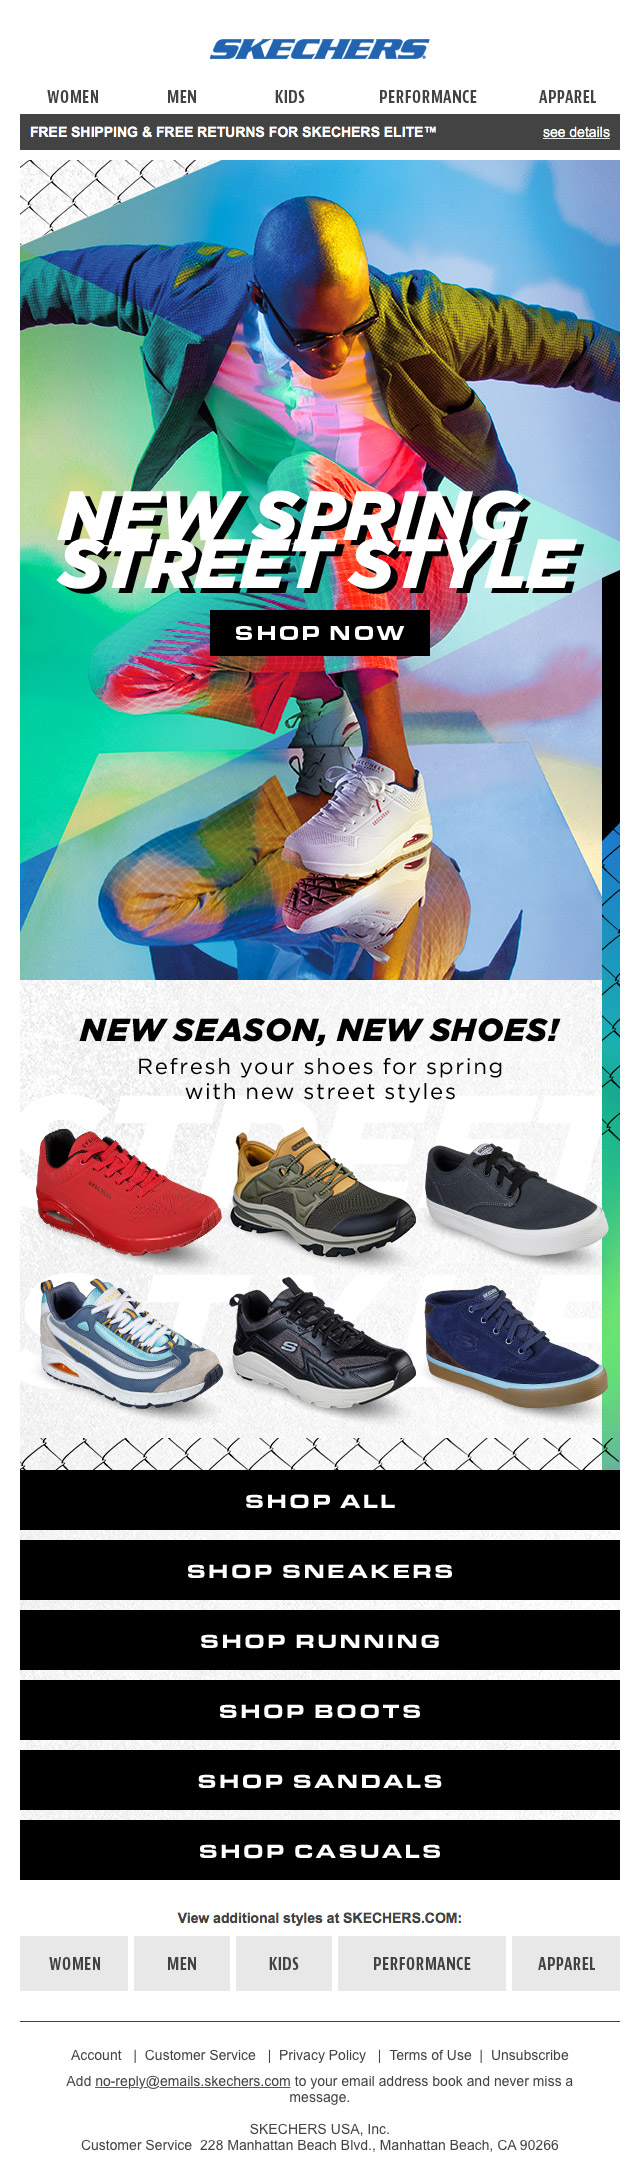 SKECHERS
WOMEN MEN KIDS PERFORMANCE APPAREL
FREE SHIPPING & FREE RETURNS FOR SKECHERS ELITE™ see details
NEW SPRING
STREET STYLE
SHOP NOW
NEW SEASON, NEW SHOES!
Refresh your shoes for spring
with new street styles
STREET
SHOP ALL
SHOP SNEAKERS
SHOP RUNNING
SHOP BOOTS
SHOP SANDALS
SHOP CASUALS
View additional styles at SKECHERS.COM:
WOMEN MEN KIDS PERFORMANCE APPAREL
Account | Customer Service | Privacy Policy | Terms of Use | Unsubscribe
Add no-reply@emails.skechers.com to your email address book and never miss a
message.
SKECHERS USA, Inc.
Customer Service 228 Manhattan Beach Blvd., Manhattan Beach, CA 90266